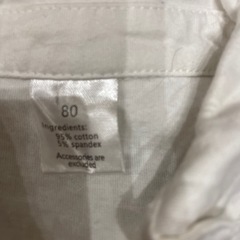 80
Ingredients:
95% cotton
5% spandex
Accessories are
excluded